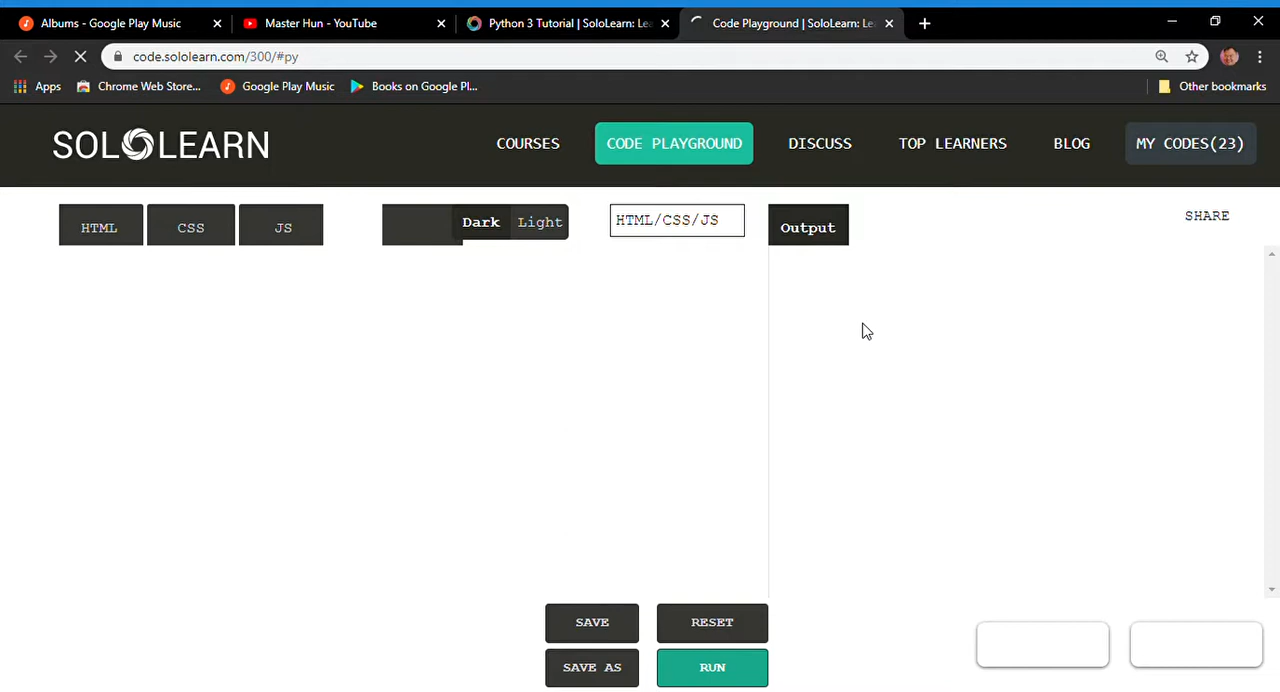 Albums - Google Play Music
Master Hun - YouTube
Python 3 Tutorial | SoloLearn: Le
Code Playground | SoloLearn: Le
code.sololearn.com/300/#py
Apps
Chrome Web Store...
Google Play Music
Books on Google Pl...
Other bookmarks
SOLOLEARN
COURSES
CODE PLAYGROUND
DISCUSS
TOP LEARNERS
BLOG
MY CODES(23)
HTML
CSS
JS
Dark
Light
HTML/CSS/JS
Output
SHARE
SAVE
RESET
SAVE AS
RUN